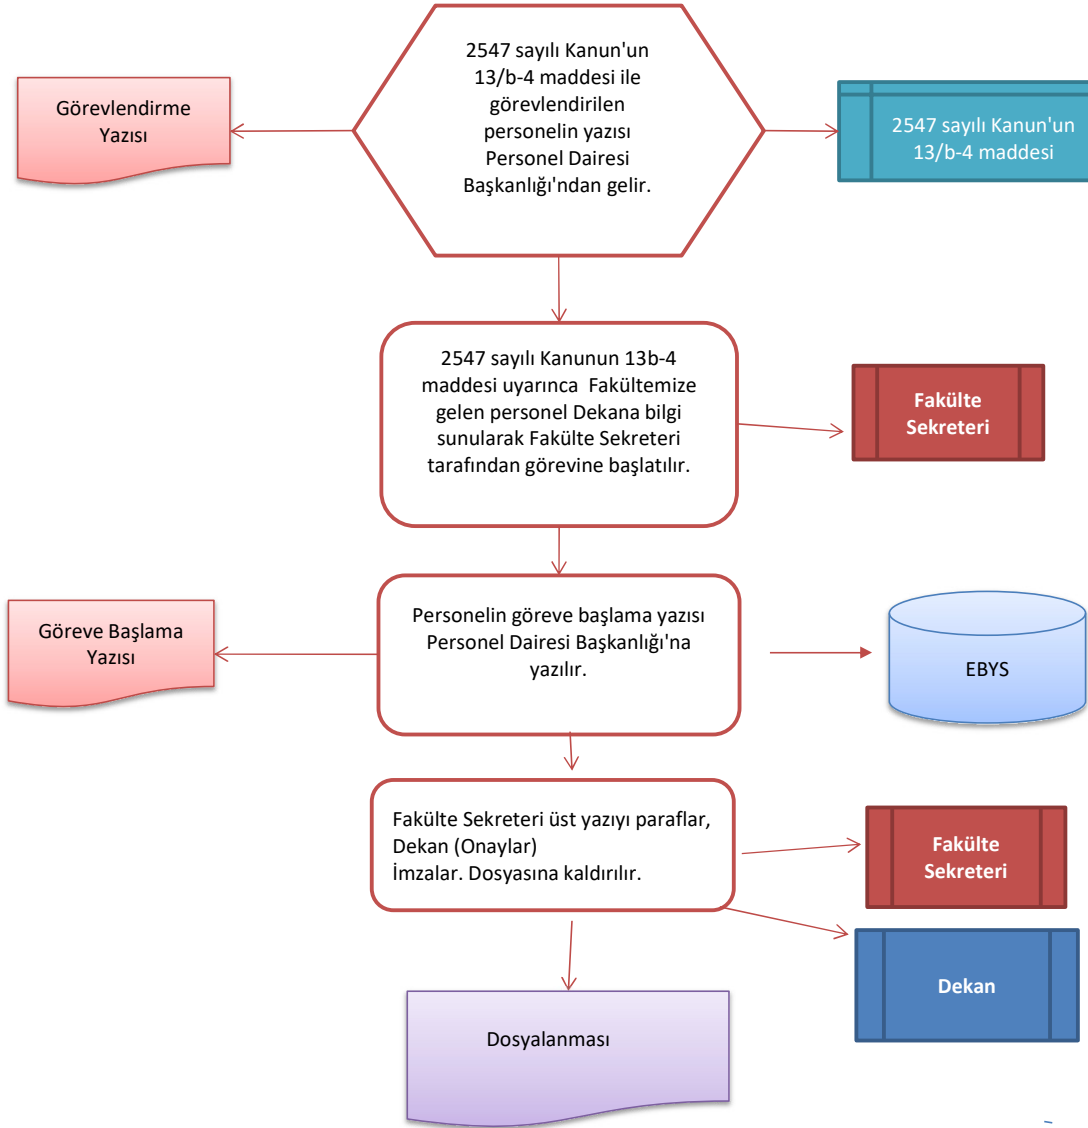 2547 sayılı Kanun'un
13/b-4 maddesi ile
görevlendirilen
personelin yazısı
Personel Dairesi
Başkanlığı'ndan gelir.
Görevlendirme
Yazısı
2547 sayılı Kanun'un
13/b-4 maddesi
2547 sayılı Kanunun 13b-4
maddesi uyarınca  Fakültemize
gelen personel Dekana bilgi
sunularak Fakülte Sekreteri
tarafından görevine başlatılır.
Fakülte
Sekreteri
Personelin göreve başlama yazısı
Personel Dairesi Başkanlığı'na
yazılır.
Göreve Başlama
Yazısı
EBYS
Fakülte Sekreteri üst yazıyı paraflar,
Dekan (Onaylar)
İmzalar. Dosyasına kaldırılır.
Fakülte
Sekreteri
Dekan
Dosyalanması